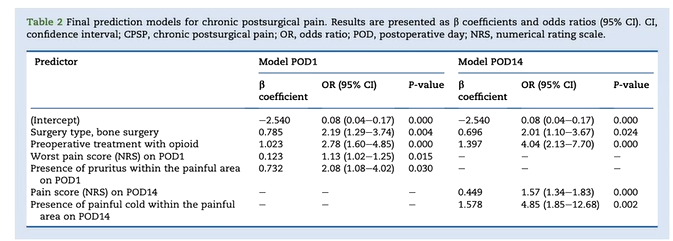 Table 2 Final prediction models for chronic postsurgical pain. Results are presented as β coefficients and odds ratios (95% CI). CI,
confidence interval; CPSP, chronic postsurgical pain; OR, odds ratio; POD, postoperative day; NRS, numerical rating scale.
Predictor Model POD1 Model POD14
β coefficient OR (95% CI) P-value β coefficient OR (95% CI) P-value
(Intercept) −2.540 0.08 (0.04−0.17) 0.000 −2.540 0.08 (0.04−0.17) 0.000
Surgery type, bone surgery 0.785 2.19 (1.29−3.74) 0.004 0.696 2.01 (1.10−3.67) 0.024
Preoperative treatment with opioid 1.023 2.78 (1.60−4.85) 0.000 1.397 4.04 (2.13−7.70) 0.000
Worst pain score (NRS) on POD1 0.123 1.13 (1.02−1.25) 0.015 − − −
Presence of pruritus within the painful area 0.732 2.08 (1.08−4.02) 0.030 − − −
on POD1
Pain score (NRS) on POD14 − − − 0.449 1.57 (1.34−1.83) 0.000
Presence of painful cold within the painful − − − 1.578 4.85 (1.85−12.68) 0.002
area on POD14